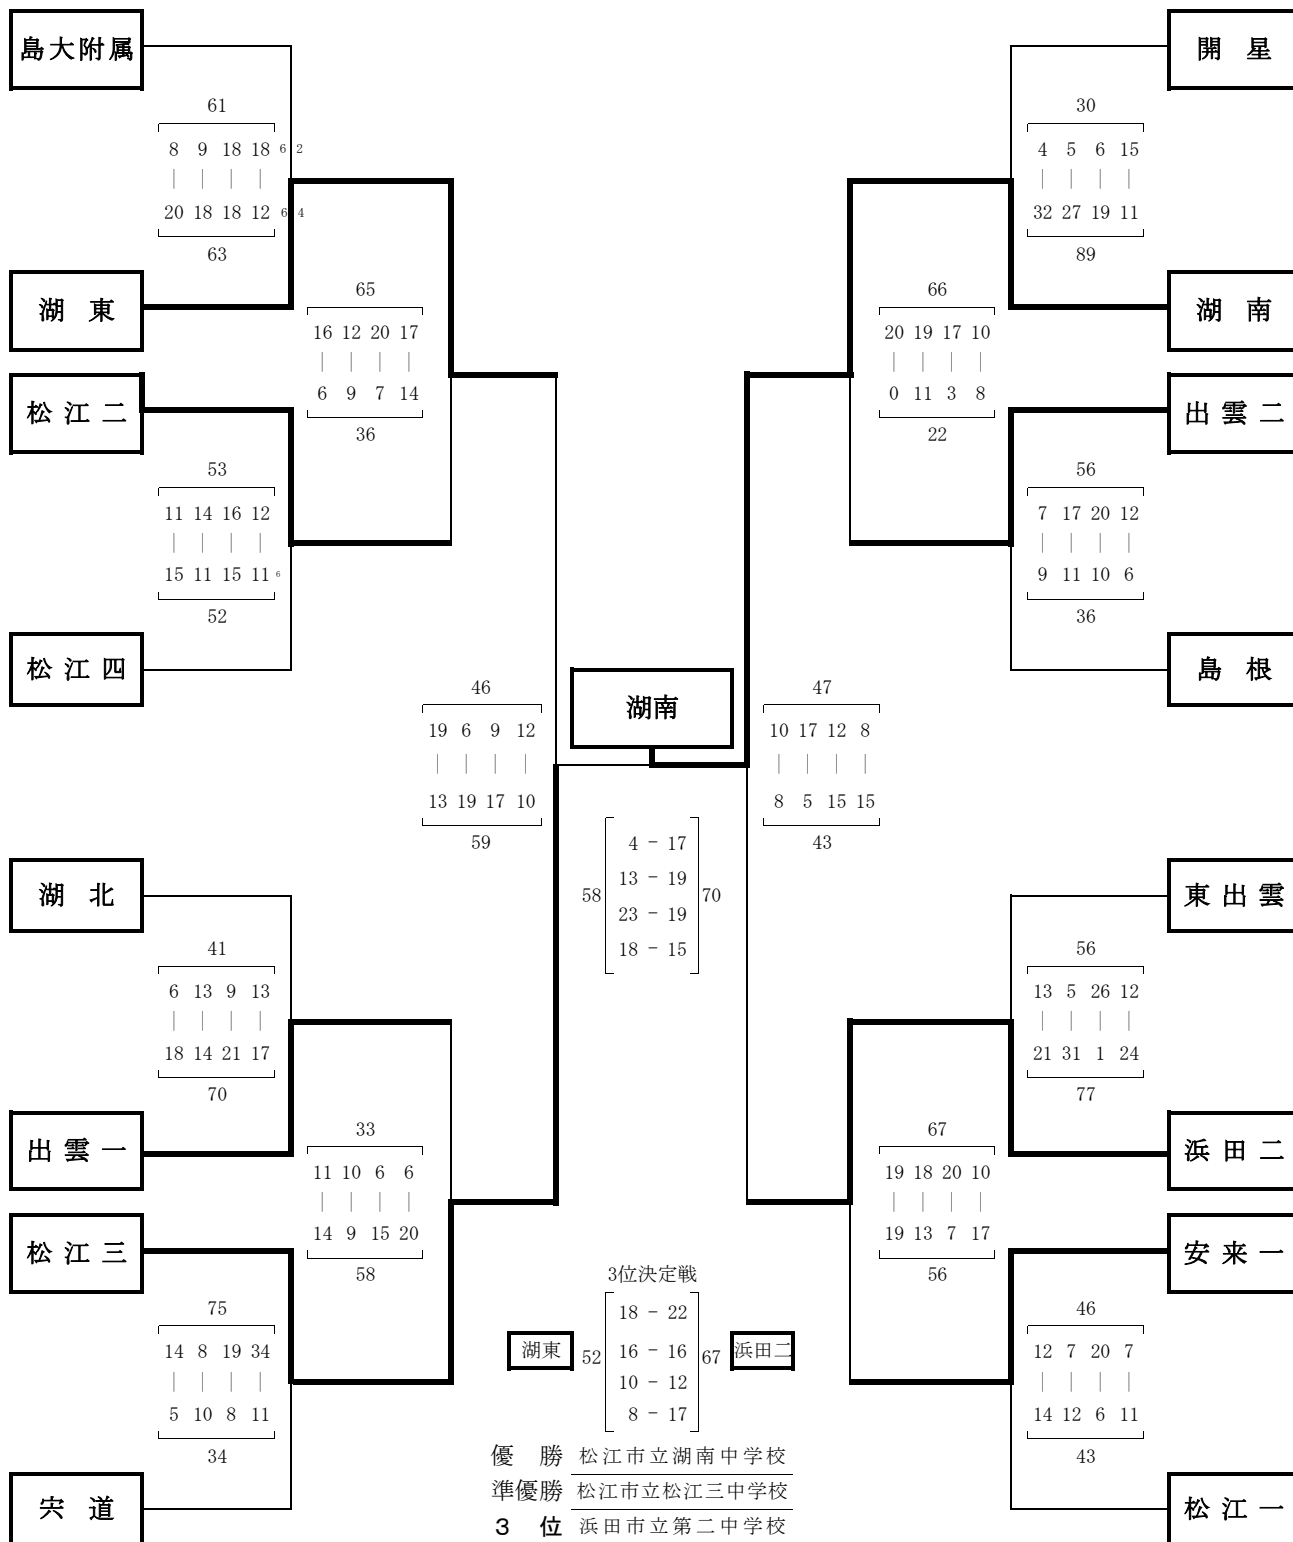 島大附属
61
8 9 18 18 6 2
20 18 18 12 6 4
63
湖 東
65
16 12 20 17
6 9 7 14
36
松 江 二
53
11 14 16 12
15 11 15 11 6
52
松 江 四
46
19 6 9 12
13 19 17 10
59
湖 北
41
6 13 9 13
18 14 21 17
70
出 雲 一
33
11 10 6 6
14 9 15 20
58
松 江 三
75
14 8 19 34
5 10 8 11
34
宍 道
湖南
4 - 17
13 - 19
58 70
23 - 19
18 - 15
開 星
30
4 5 6 15
32 27 19 11
89
湖 南
66
20 19 17 10
0 11 3 8
22
出 雲 二
56
7 17 20 12
9 11 10 6
36
島 根
47
10 17 12 8
8 5 15 15
43
東 出 雲
56
13 5 26 12
21 31 1 24
77
浜 田 二
67
19 18 20 10
19 13 7 17
56
安 来 一
46
12 7 20 7
14 12 6 11
43
松 江 一
3位決定戦
18 - 22
湖東 52 16 - 16 67 浜田二
10 - 12
8 - 17
優 勝 松江市立湖南中学校
準優勝 松江市立松江三中学校
3 位 浜田市立第二中学校